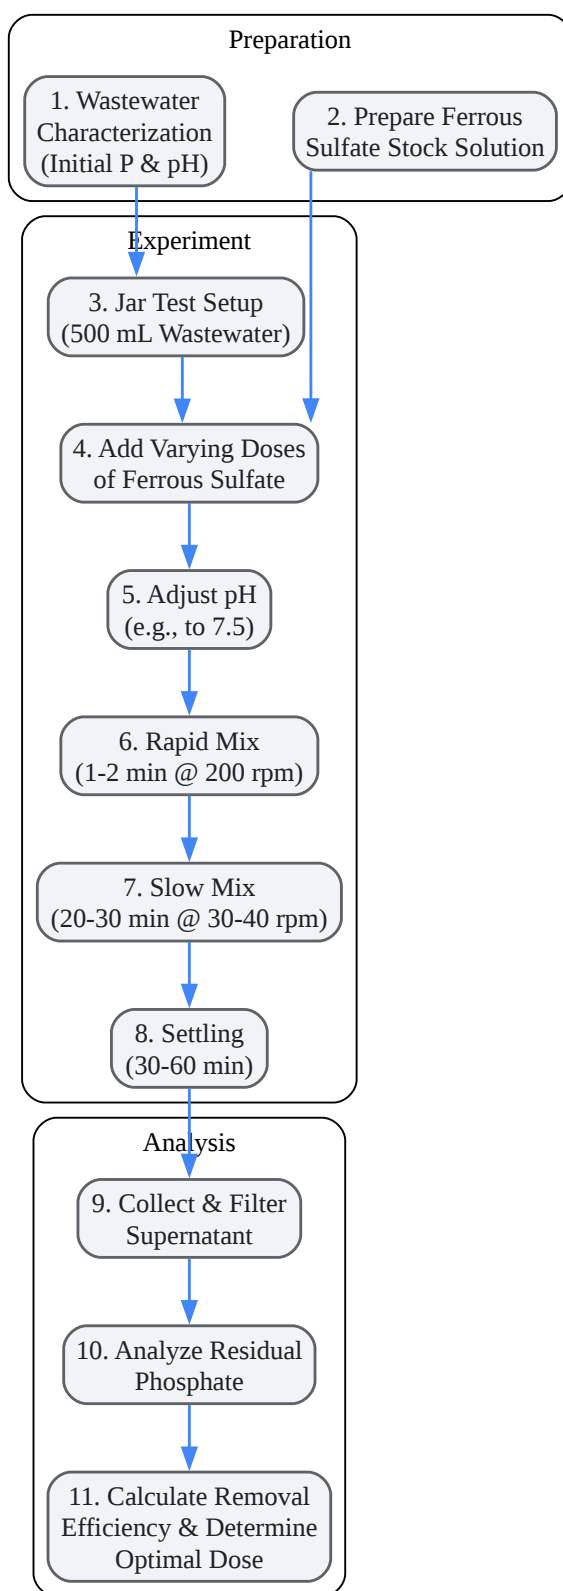 Preparation
1. Wastewater
Characterization
(Initial P & pH)
2. Prepare Ferrous
Sulfate Stock Solution
Experiment
3. Jar Test Setup
(500 mL Wastewater)
4. Add Varying Doses
of Ferrous Sulfate
5. Adjust pH
(e.g., to 7.5)
6. Rapid Mix
(1-2 min @ 200 rpm)
7. Slow Mix
(20-30 min @ 30-40 rpm)
8. Settling
(30-60 min)
Analysis
9. Collect & Filter
Supernatant
10. Analyze Residual
Phosphate
11. Calculate Removal
Efficiency & Determine
Optimal Dose